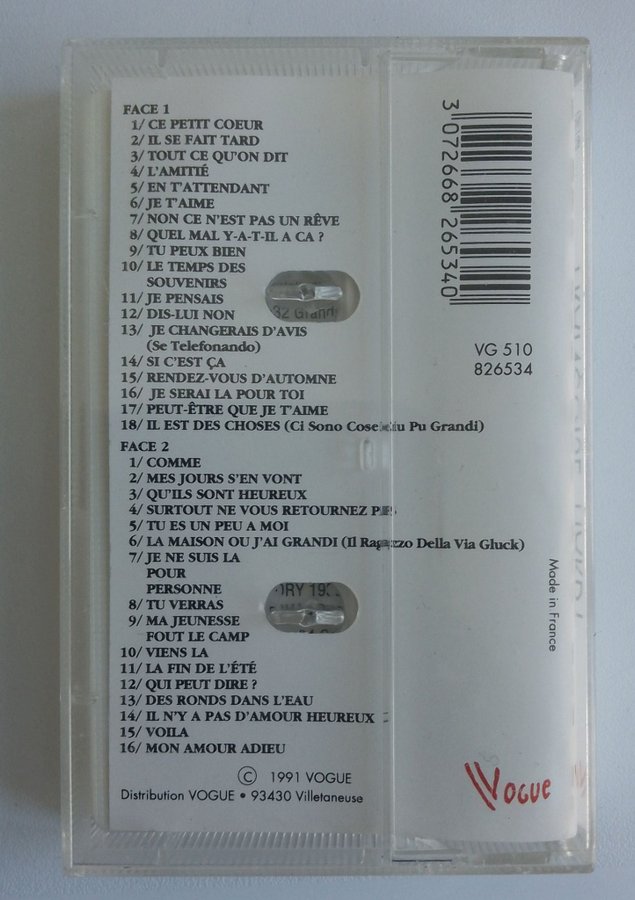 FACE 1
1/ CE PETIT COEUR
2/ IL SE FAIT TARD
3/ TOUT CE QU'ON DIT
4/ L'AMITIÉ
5/ EN T'ATTENDANT
6/ JE T'AIME
7/ NON CE N'EST PAS UN RÊVE
8/ QUEL MAL Y-A-T-IL A CA ?
9/ TU PEUX BIEN
10/ LE TEMPS DES
SOUVENIRS
11/ JE PENSAIS
12/ DIS-LUI NON
13/ JE CHANGERAIS D'AVIS
(Se Telefonando)
14/ SI C'EST ÇA
15/ RENDEZ-VOUS D'AUTOMNE
16/ JE SERAI LA POUR TOI
17/ PEUT-ÊTRE QUE JE T'AIME
18/ IL EST DES CHOSES (Ci Sono Cose Piu Grandi)
FACE 2
1/ COMME
2/ MES JOURS S'EN VONT
3/ QU'ILS SONT HEUREUX
4/ SURTOUT NE VOUS RETOURNEZ PAS
5/ TU ES UN PEU A MOI
6/ LA MAISON OU J'AI GRANDI (Il Ragazzo Della Via Gluck)
7/ JE NE SUIS LA
POUR
PERSONNE
8/ TU VERRAS
9/ MA JEUNESSE
FOUT LE CAMP
10/ VIENS LA
11/ LA FIN DE L'ÉTÉ
12/ QUI PEUT DIRE ?
13/ DES RONDS DANS L'EAU
14/ IL N'Y A PAS D'AMOUR HEUREUX
15/ VOILA
16/ MON AMOUR ADIEU
© 1991 VOGUE
Distribution VOGUE • 93430 Villetaneuse
3 072668 265340
VG 510
826534
Made in France
VOGUE